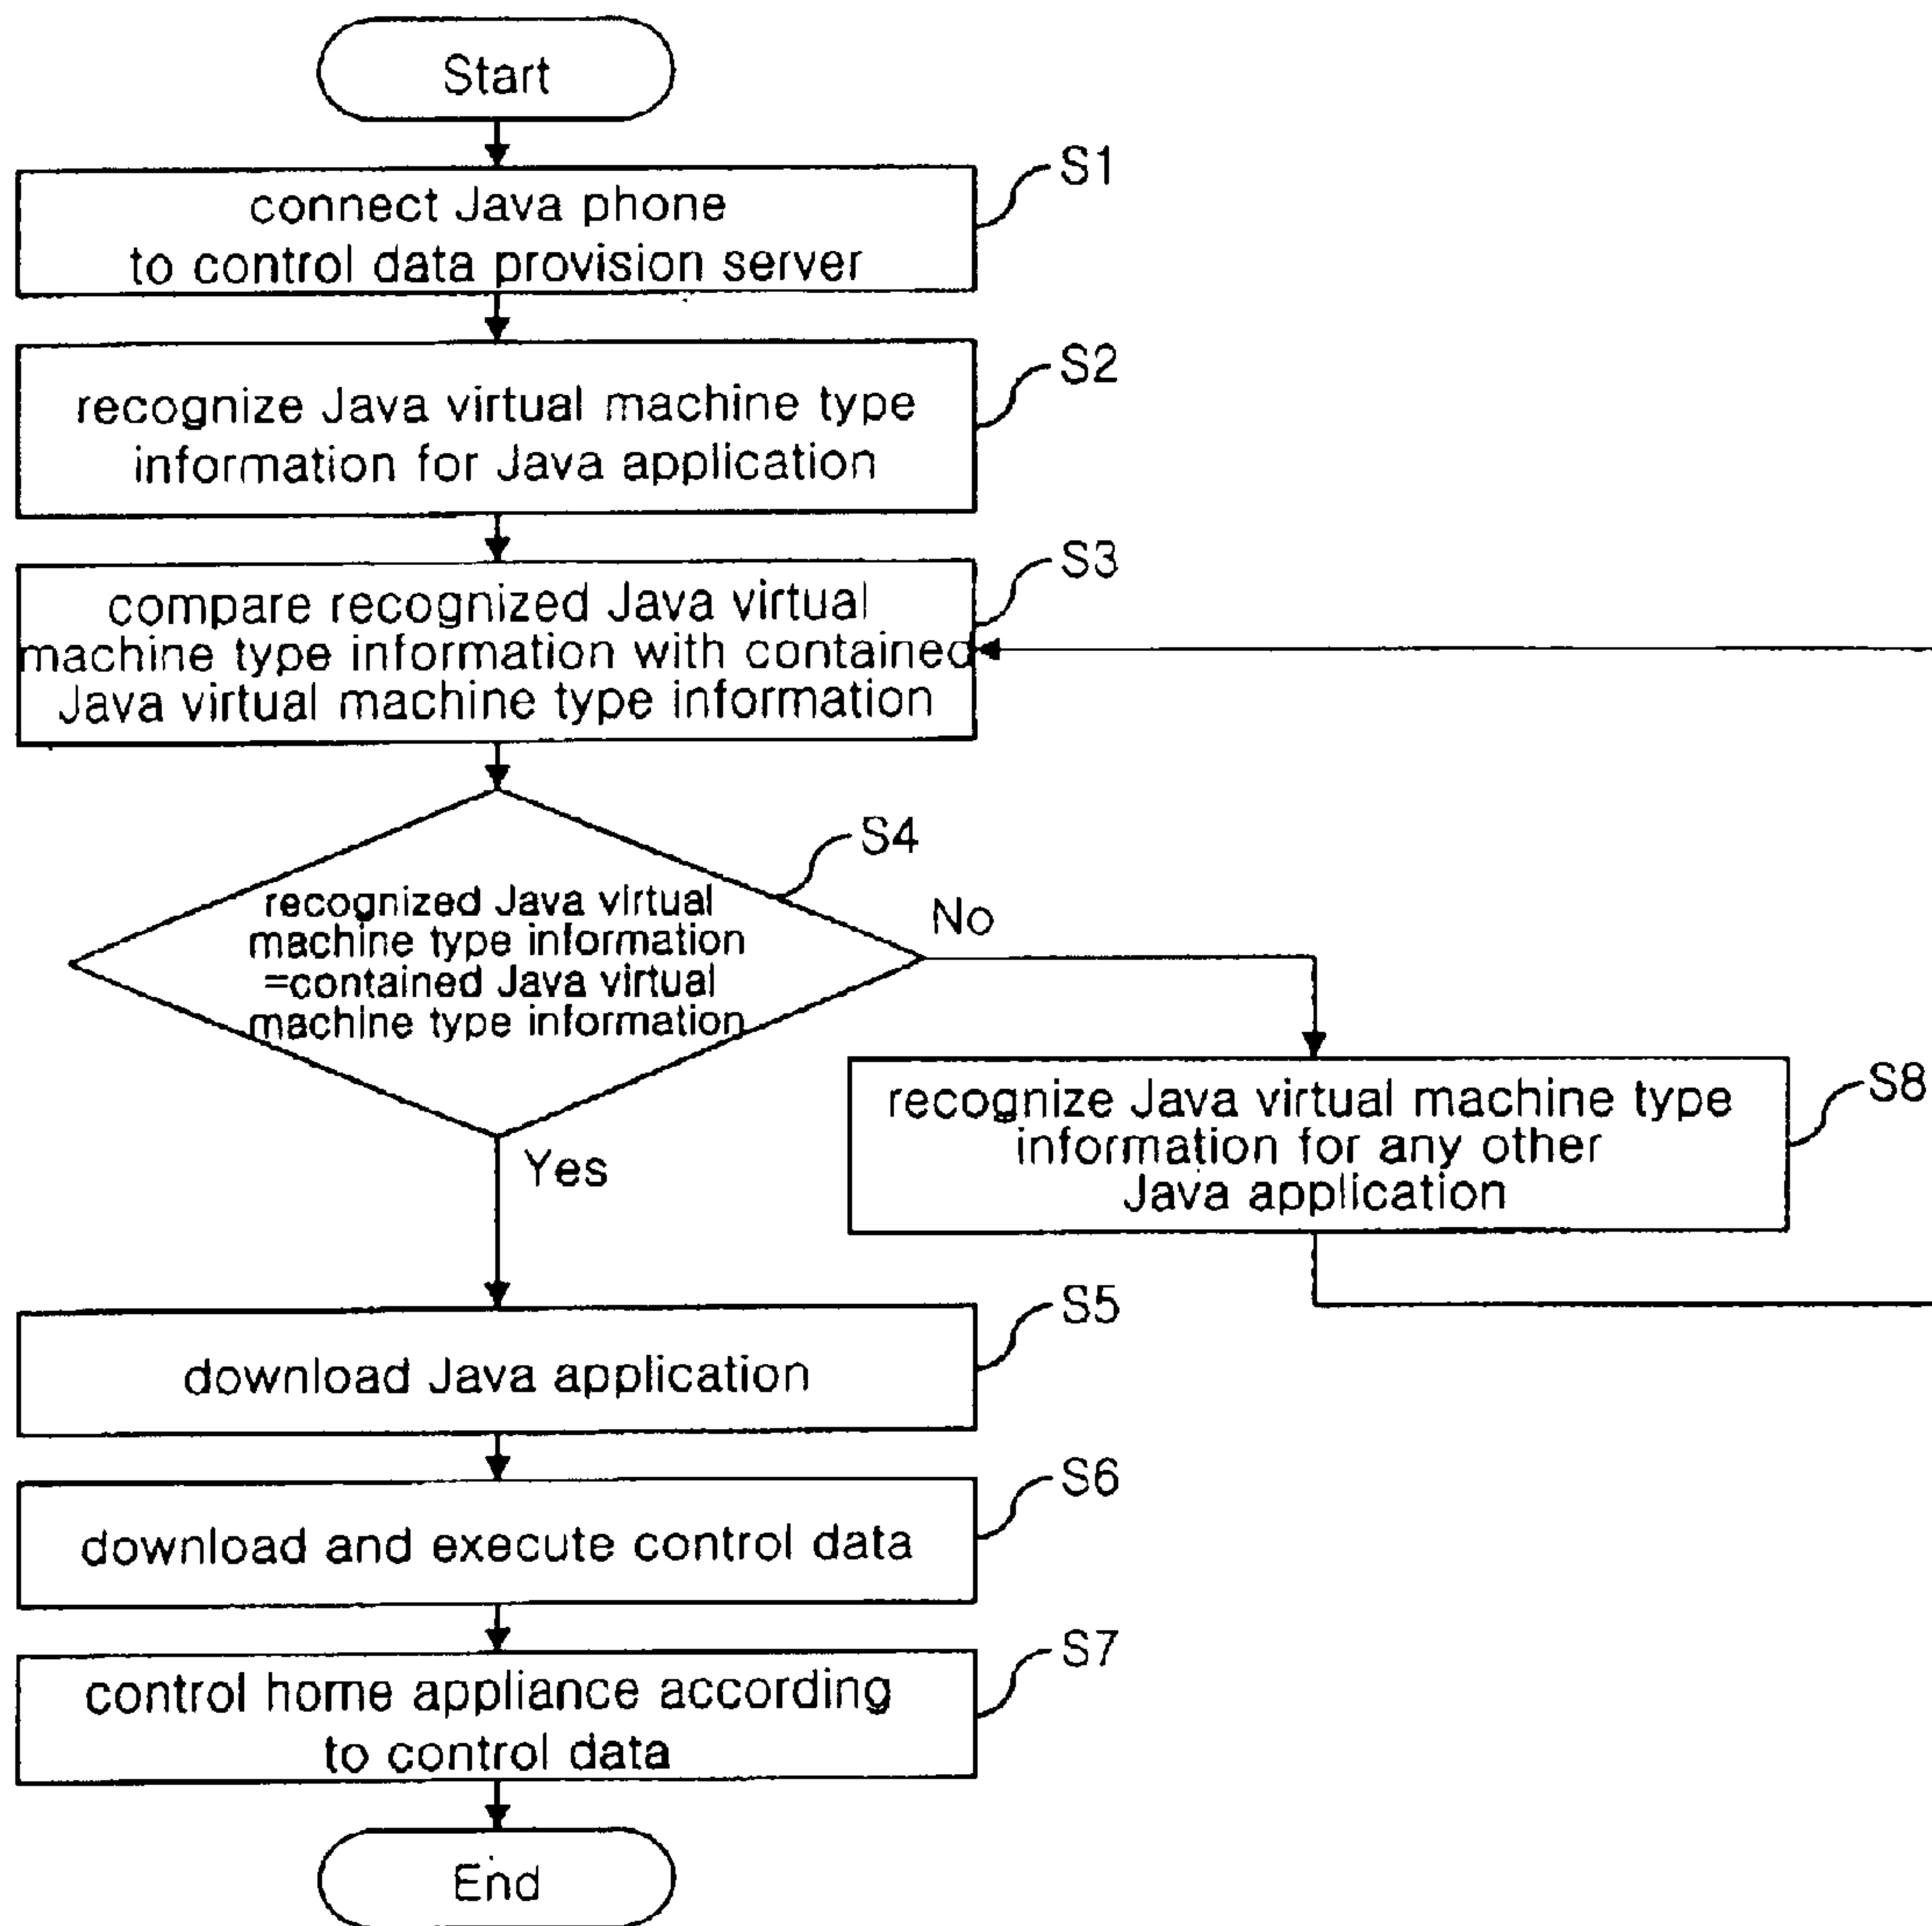 Start
S1
connect Java phone
to control data provision server
S2
recognize Java virtual machine type
information for Java application
S3
compare recognized Java virtual
machine type information with contained
Java virtual machine type information
S4
recognized Java virtual
machine type information
=contained Java virtual
machine type information
No
Yes
S8
recognize Java virtual machine type
information for any other
Java application
S5
download Java application
S6
download and execute control data
S7
control home appliance according
to control data
End